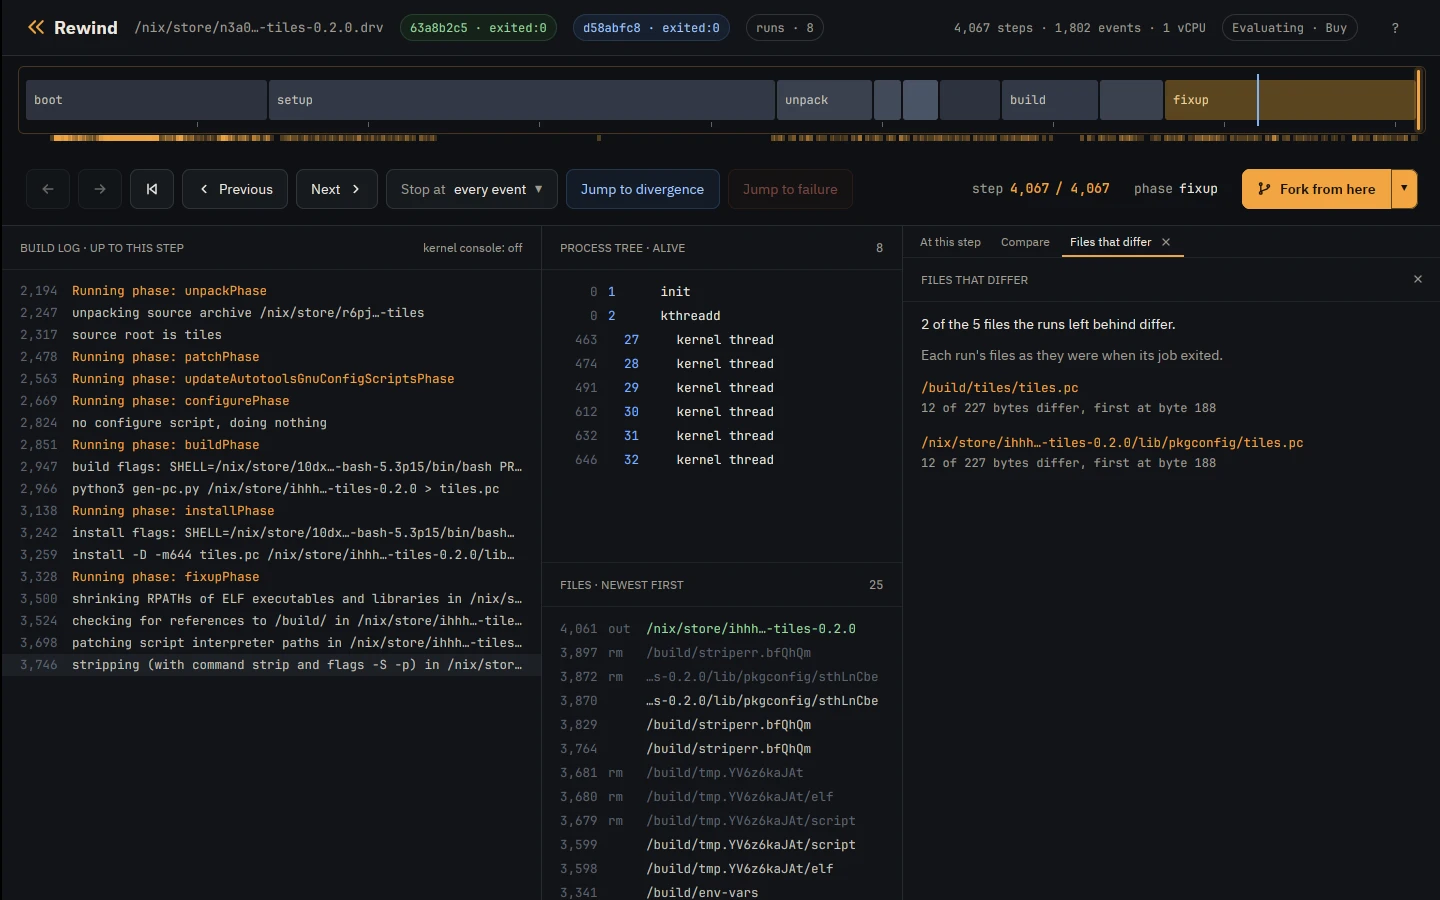 Rewind /nix/store/n3a0…-tiles-0.2.0.drv 63a8b2c5 · exited:0 d58abfc8 · exited:0 runs · 8 4,067 steps · 1,802 events · 1 vCPU Evaluating · Buy ?
boot setup unpack build fixup
Previous Next Stop at every event ▼ Jump to divergence Jump to failure step 4,067 / 4,067 phase fixup Fork from here ▼
BUILD LOG · UP TO THIS STEP kernel console: off
2,194 Running phase: unpackPhase
2,247 unpacking source archive /nix/store/r6pj…-tiles
2,317 source root is tiles
2,478 Running phase: patchPhase
2,563 Running phase: updateAutotoolsGnuConfigScriptsPhase
2,669 Running phase: configurePhase
2,824 no configure script, doing nothing
2,851 Running phase: buildPhase
2,947 build flags: SHELL=/nix/store/10dx…-bash-5.3p15/bin/bash PR…
2,966 python3 gen-pc.py /nix/store/ihhh…-tiles-0.2.0 > tiles.pc
3,138 Running phase: installPhase
3,242 install flags: SHELL=/nix/store/10dx…-bash-5.3p15/bin/bash…
3,259 install -D -m644 tiles.pc /nix/store/ihhh…-tiles-0.2.0/lib…
3,328 Running phase: fixupPhase
3,500 shrinking RPATHs of ELF executables and libraries in /nix/s…
3,524 checking for references to /build/ in /nix/store/ihhh…-tile…
3,698 patching script interpreter paths in /nix/store/ihhh…-tiles…
3,746 stripping (with command strip and flags -S -p) in /nix/stor…
PROCESS TREE · ALIVE 8
0 1 init
0 2 kthreadd
463 27 kernel thread
474 28 kernel thread
491 29 kernel thread
612 30 kernel thread
632 31 kernel thread
646 32 kernel thread
FILES · NEWEST FIRST 25
4,061 out /nix/store/ihhh…-tiles-0.2.0
3,897 rm /build/striperr.bfQhQm
3,872 rm …s-0.2.0/lib/pkgconfig/sthLnCbe
3,870 …s-0.2.0/lib/pkgconfig/sthLnCbe
3,829 /build/striperr.bfQhQm
3,764 /build/striperr.bfQhQm
3,681 rm /build/tmp.YV6z6kaJAt
3,680 rm /build/tmp.YV6z6kaJAt/elf
3,679 rm /build/tmp.YV6z6kaJAt/script
3,599 /build/tmp.YV6z6kaJAt/script
3,598 /build/tmp.YV6z6kaJAt/elf
3,341 /build/env-vars
At this step Compare Files that differ ×
FILES THAT DIFFER ×
2 of the 5 files the runs left behind differ.
Each run's files as they were when its job exited.
/build/tiles/tiles.pc
12 of 227 bytes differ, first at byte 188
/nix/store/ihhh…-tiles-0.2.0/lib/pkgconfig/tiles.pc
12 of 227 bytes differ, first at byte 188